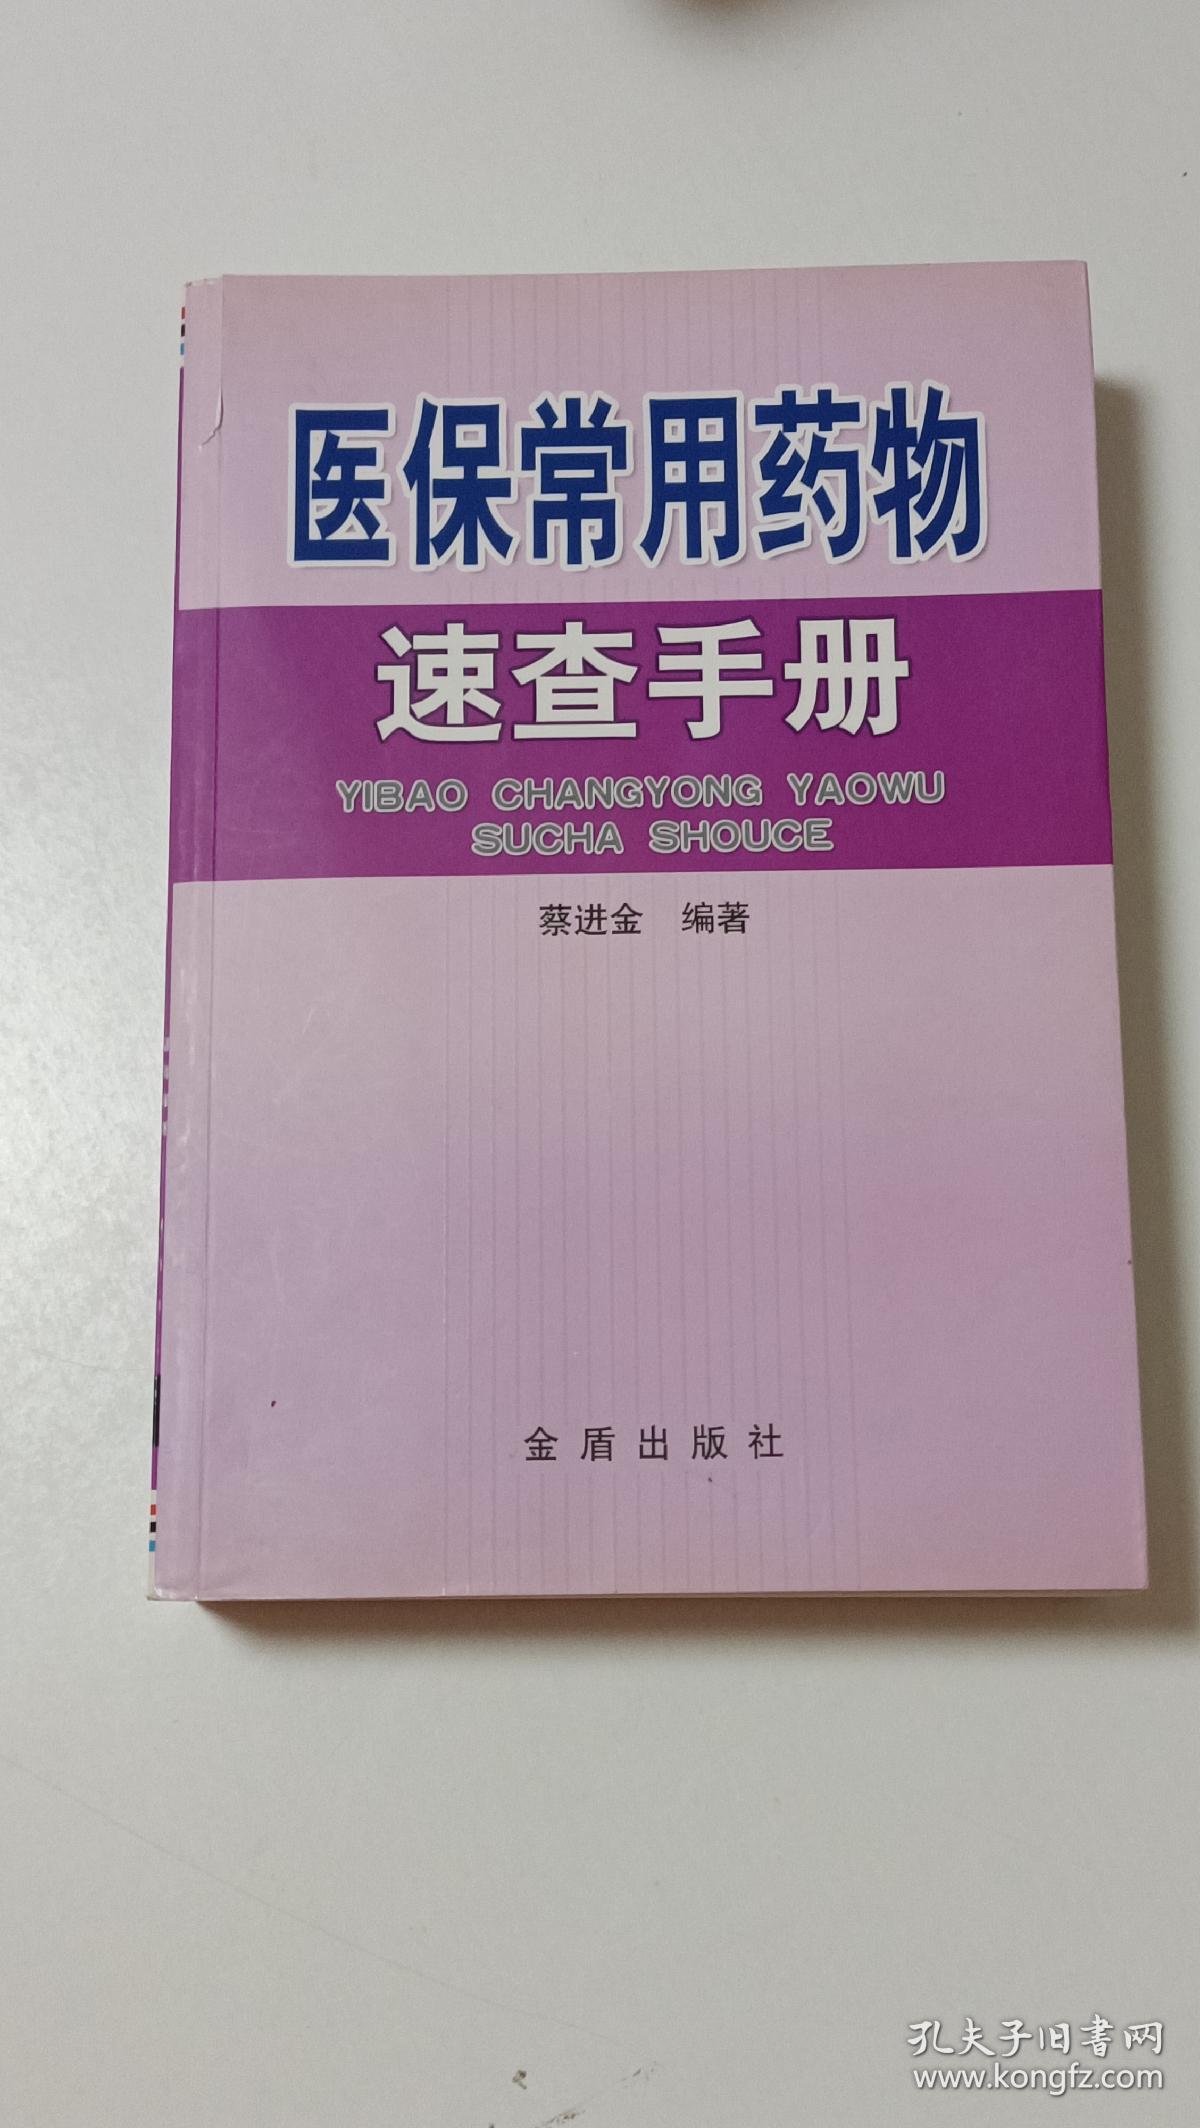 医保常用药物
速查手册
YIBAO CHANGYONG YAOWU
SUCHA SHOUCE
蔡进金 编著
金盾出版社
孔夫子旧书网
www.kongfz.com